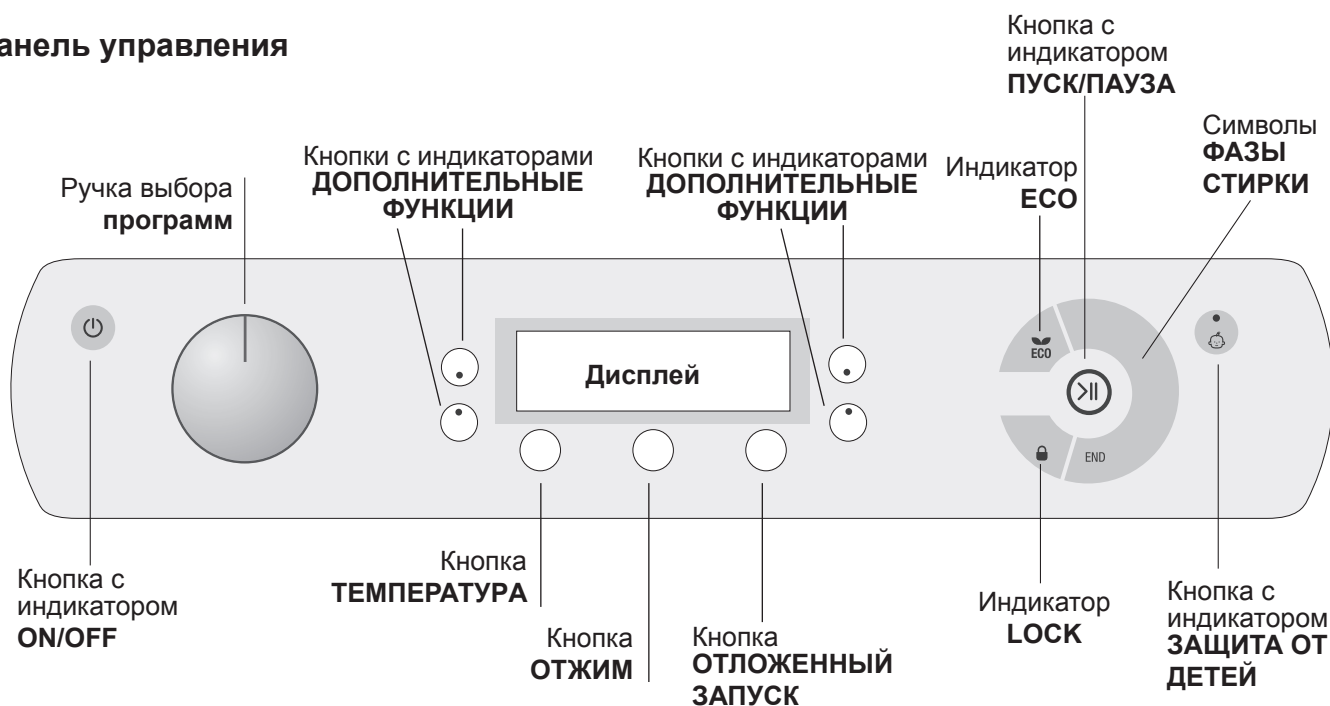 анель управления
Кнопка с
индикатором
ПУСК/ПАУЗА
Символы
ФАЗЫ
СТИРКИ
Кнопки с индикаторами
ДОПОЛНИТЕЛЬНЫЕ
ФУНКЦИИ
Кнопки с индикаторами
ДОПОЛНИТЕЛЬНЫЕ
ФУНКЦИИ
Индикатор
ECO
Ручка выбора
программ
Дисплей
ECO
END
Кнопка с
индикатором
ON/OFF
Кнопка
ТЕМПЕРАТУРА
Кнопка
ОТЖИМ
Кнопка
ОТЛОЖЕННЫЙ
ЗАПУСК
Индикатор
LOCK
Кнопка с
индикатором
ЗАЩИТА ОТ
ДЕТЕЙ